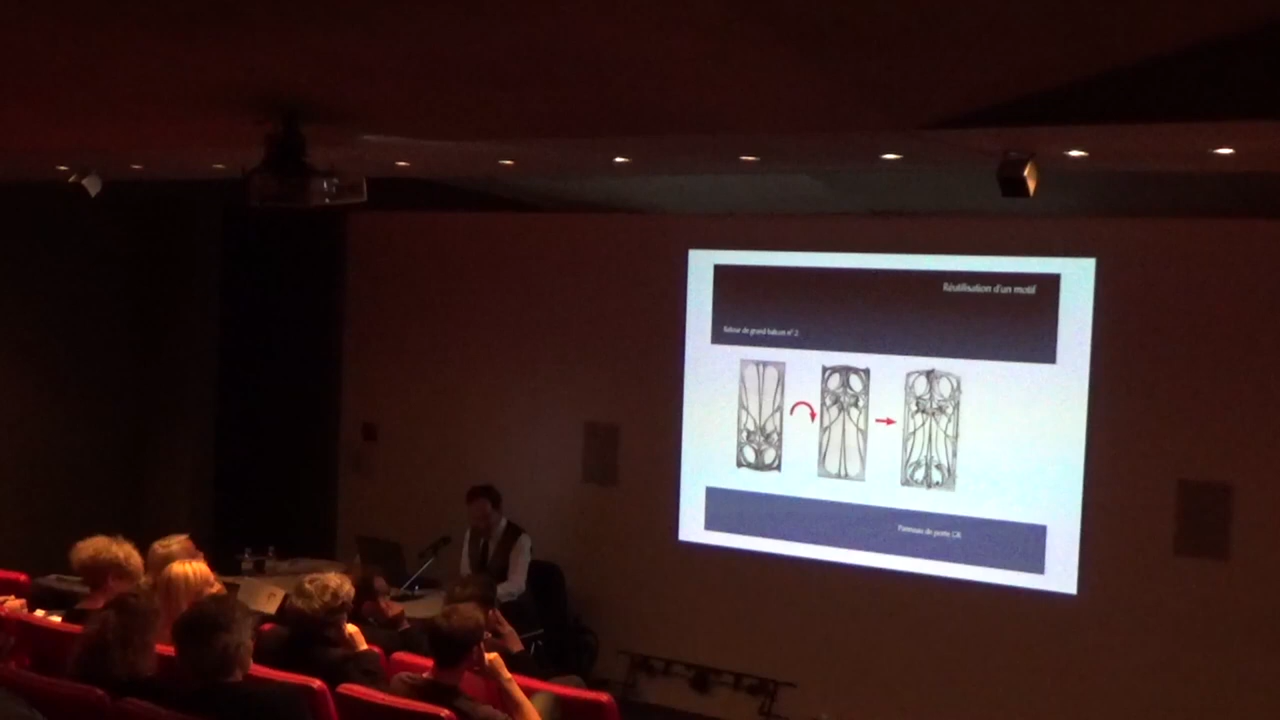 Réutilisation d'un motif
Retour de grand balcon n° 2
Panneau de porte GR